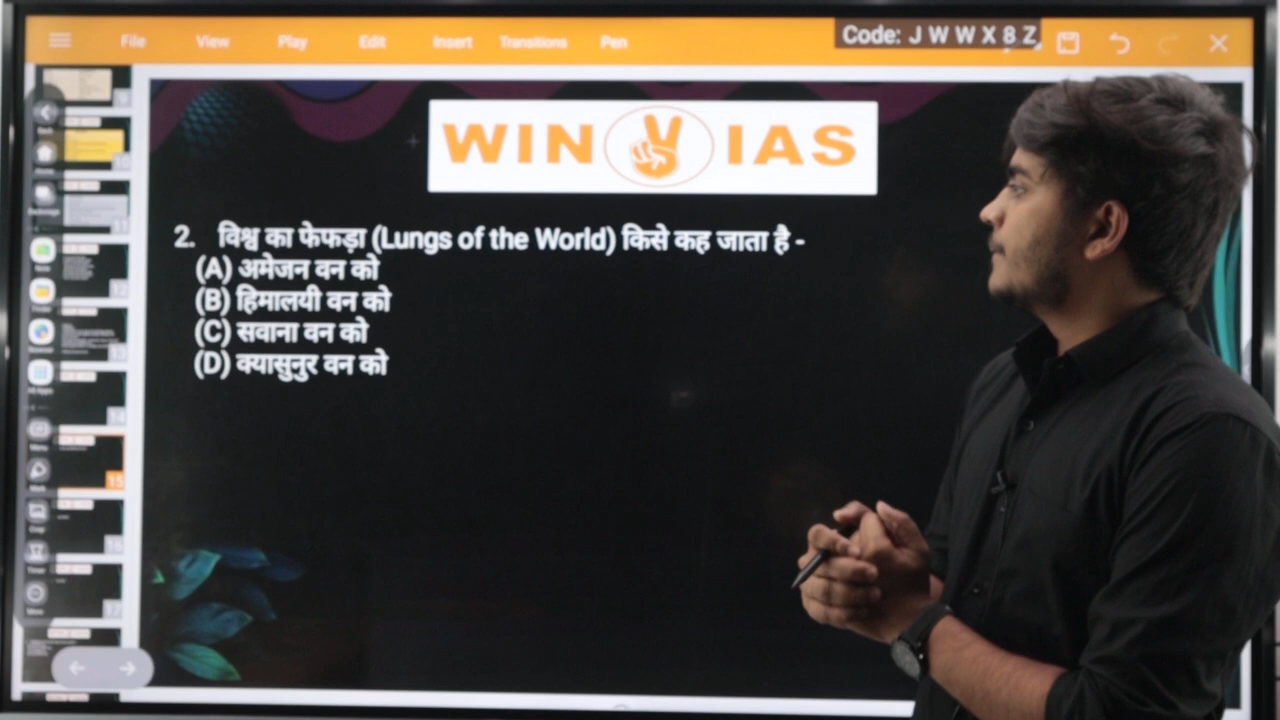 File View Play Edit Insert Transitions Pen
Code: J W W X 8 Z
WIN IAS
2. विश्व का फेफड़ा (Lungs of the World) किसे कह जाता है -
(A) अमेजन वन को
(B) हिमालयी वन को
(C) सवाना वन को
(D) क्यासुनुर वन को